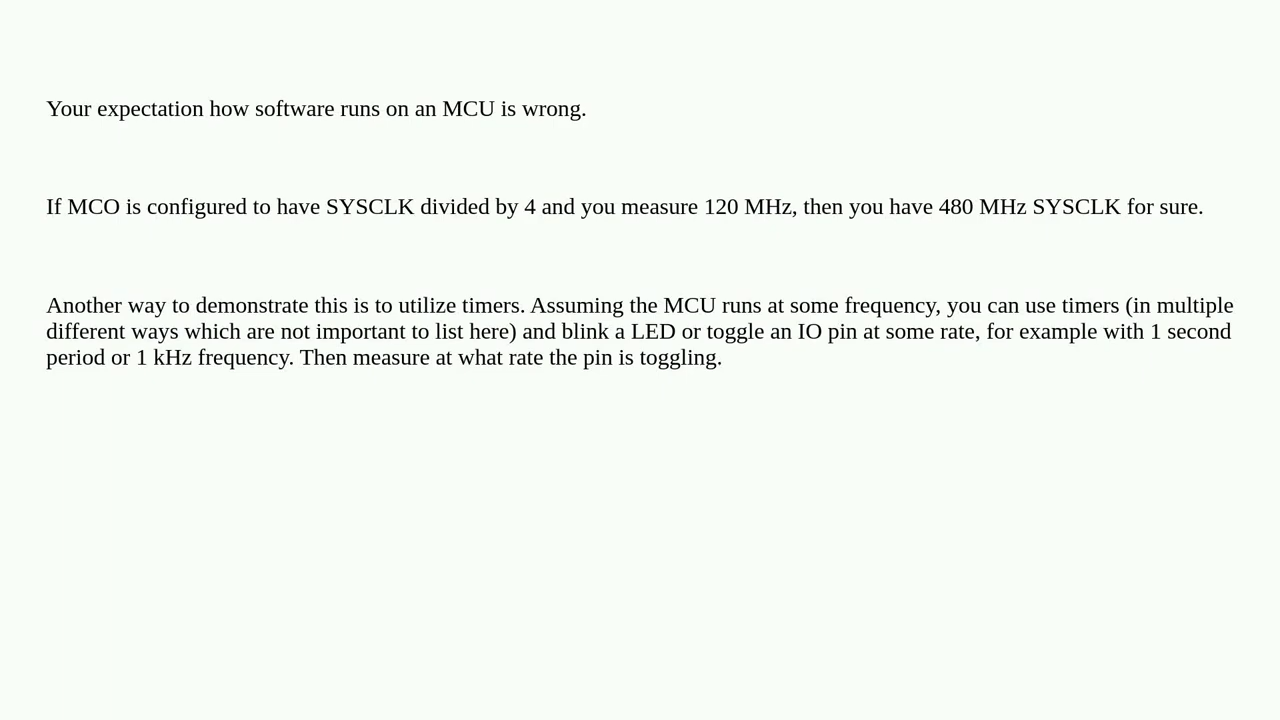 Your expectation how software runs on an MCU is wrong.
If MCO is configured to have SYSCLK divided by 4 and you measure 120 MHz, then you have 480 MHz SYSCLK for sure.
Another way to demonstrate this is to utilize timers. Assuming the MCU runs at some frequency, you can use timers (in multiple
different ways which are not important to list here) and blink a LED or toggle an IO pin at some rate, for example with 1 second
period or 1 kHz frequency. Then measure at what rate the pin is toggling.